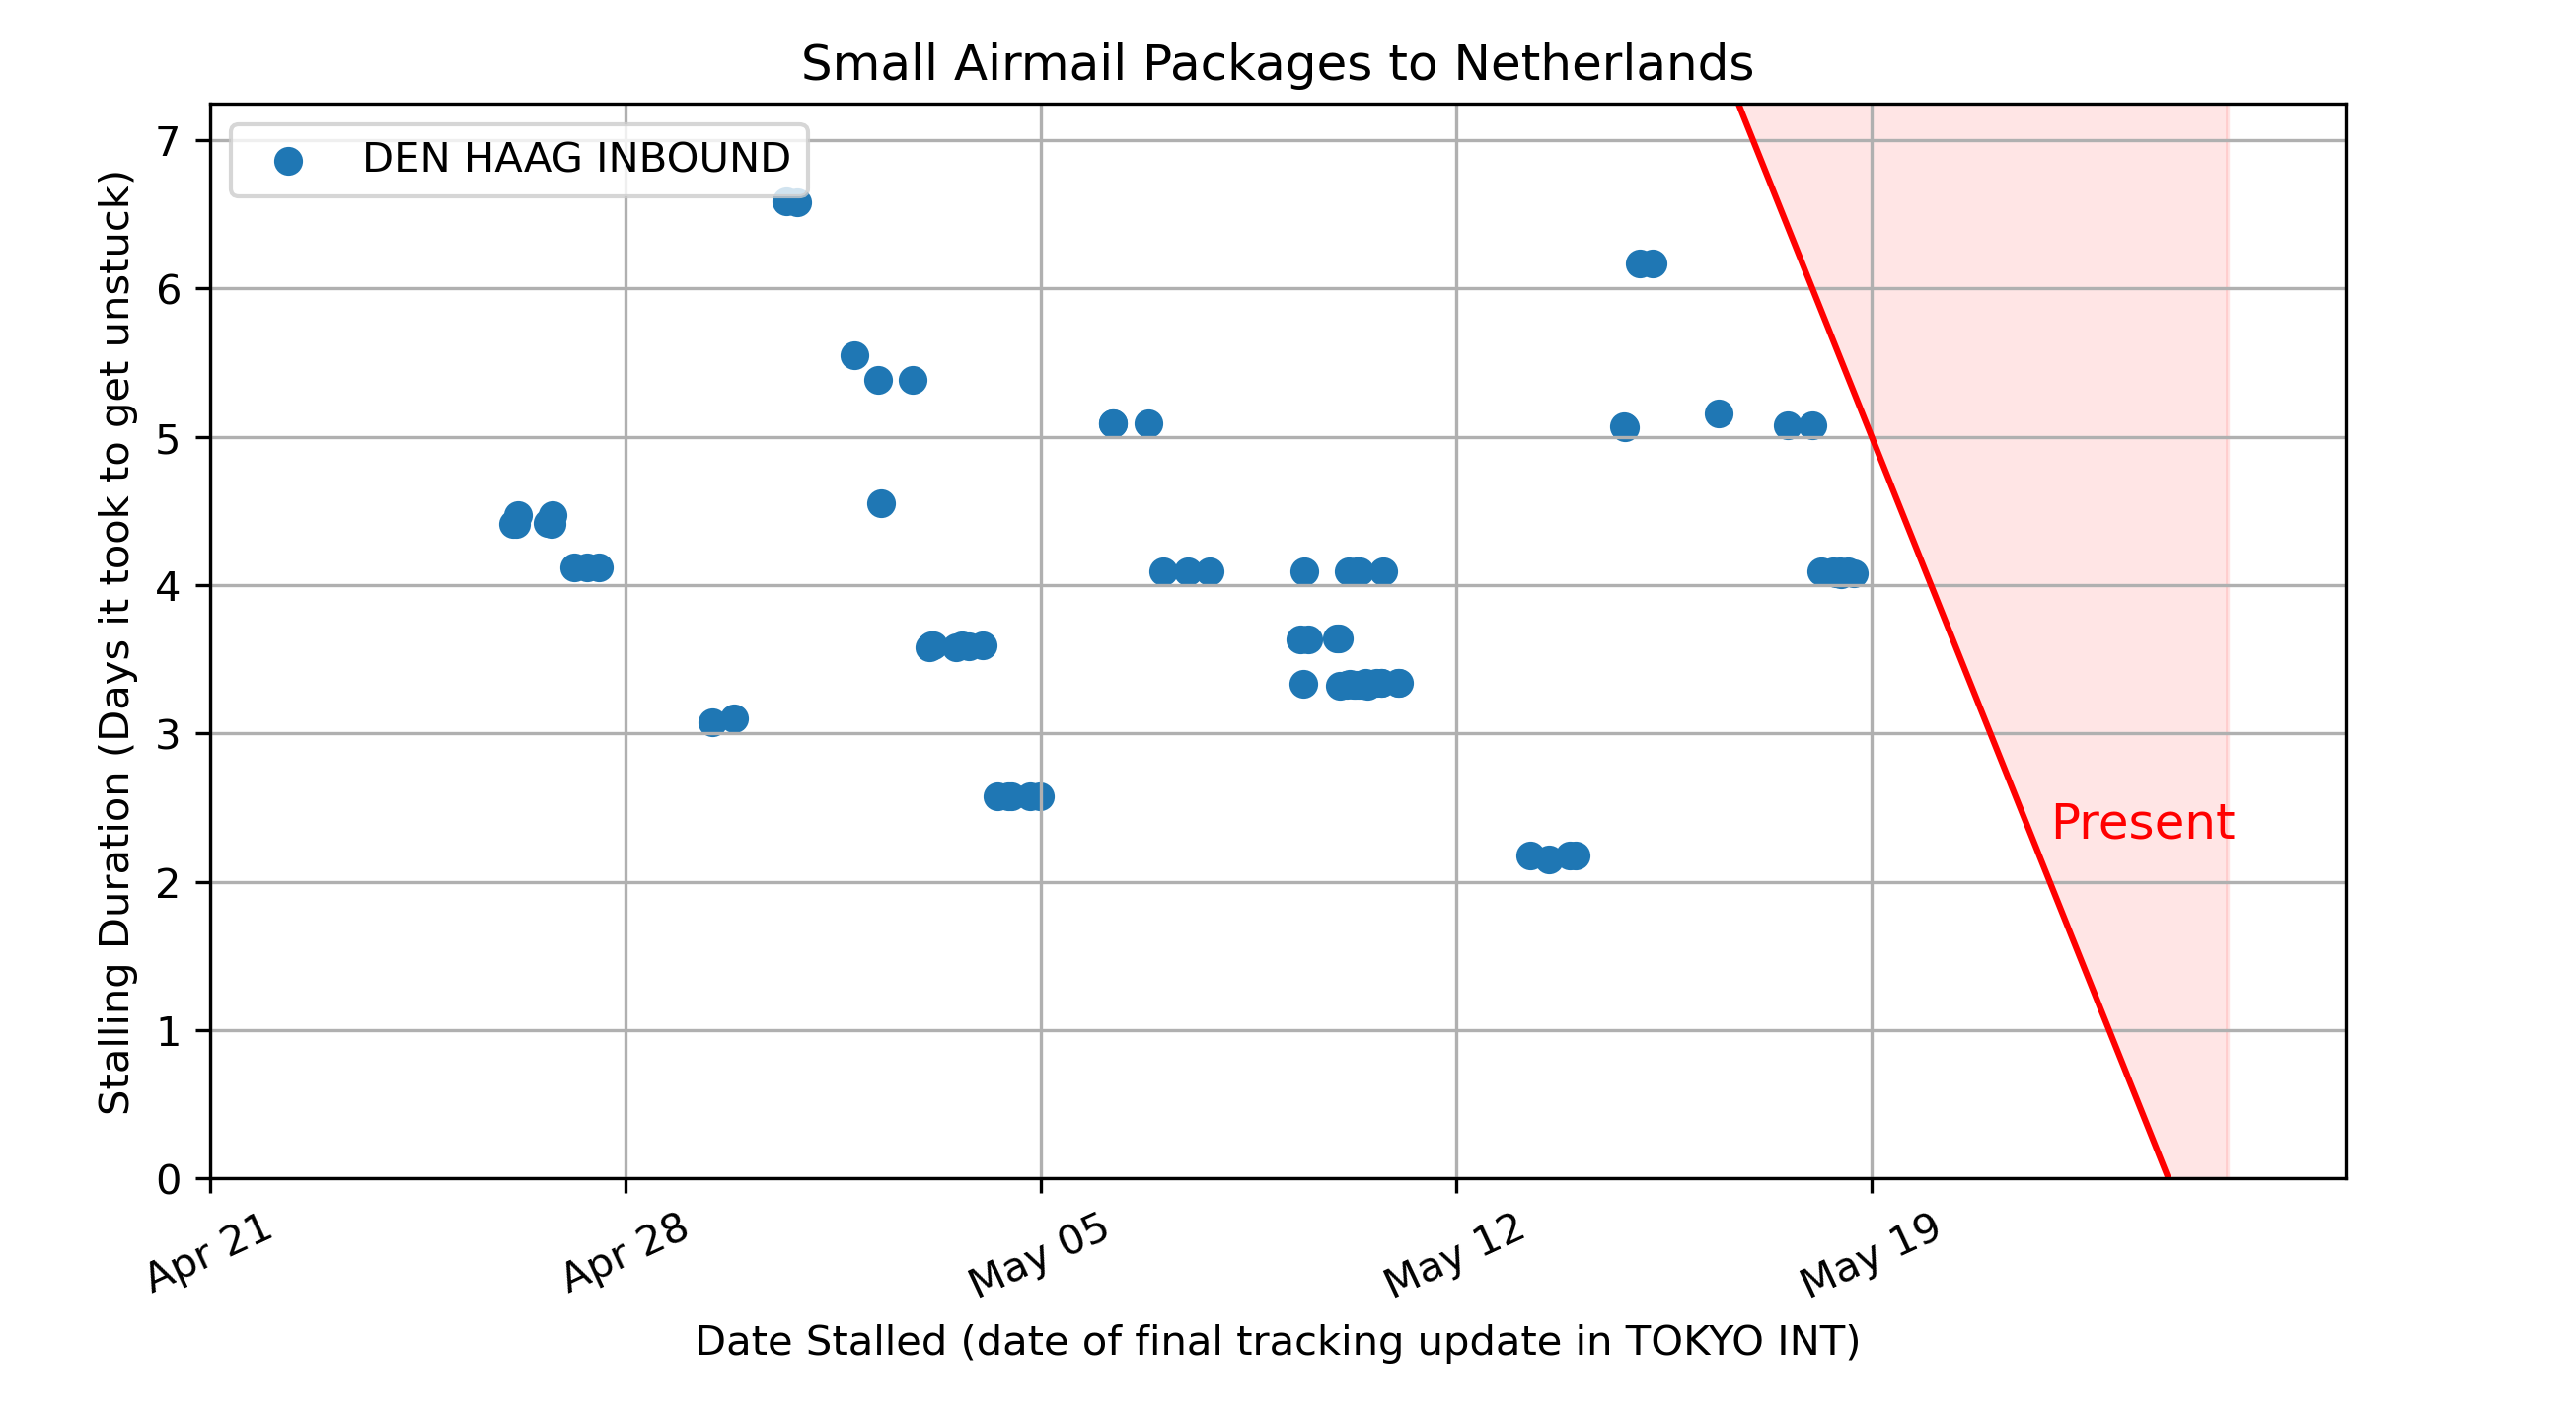 Small Airmail Packages to Netherlands
DEN HAAG INBOUND
Stalling Duration (Days it took to get unstuck)
7
6
5
4
3
2
1
0
Present
Apr 21
Apr 28
May 05
May 12
May 19
Date Stalled (date of final tracking update in TOKYO INT)